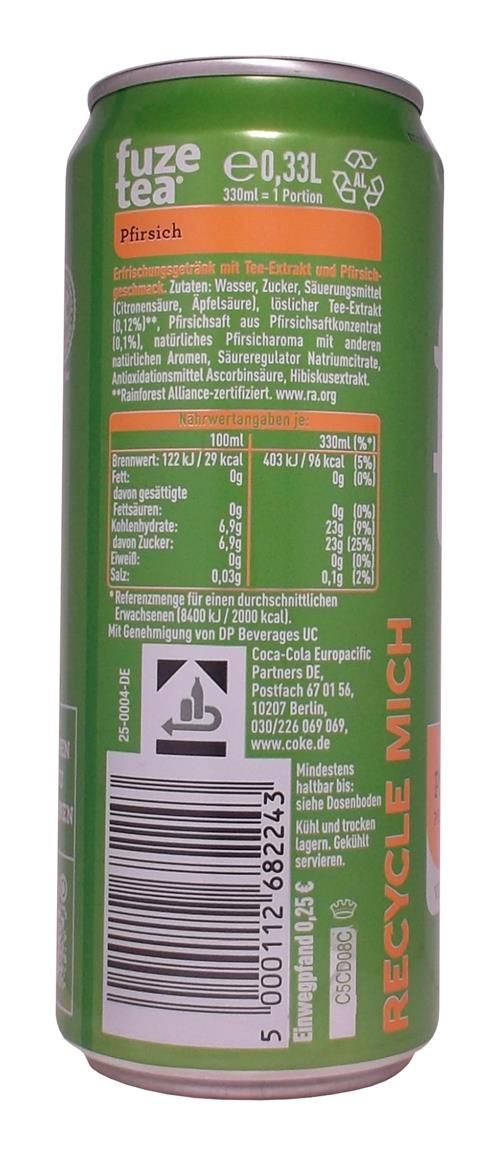 fuze
tea
℮0,33L
330ml = 1 Portion
AL
Pfirsich
Erfrischungsgetränk mit Tee-Extrakt und Pfirsich-
geschmack. Zutaten: Wasser, Zucker, Säuerungsmittel
(Citronensäure, Äpfelsäure), löslicher Tee-Extrakt
(0,12%)**, Pfirsichsaft aus Pfirsichsaftkonzentrat
(0,1%), natürliches Pfirsicharoma mit anderen
natürlichen Aromen, Säureregulator Natriumcitrate,
Antioxidationsmittel Ascorbinsäure, Hibiskusextrakt.
**Rainforest Alliance-zertifiziert. www.ra.org
Nährwertangaben je:
100ml 330ml (%*)
Brennwert: 122 kJ / 29 kcal 403 kJ / 96 kcal (5%)
Fett: 0g 0g (0%)
davon gesättigte
Fettsäuren: 0g 0g (0%)
Kohlenhydrate: 6,9g 23g (9%)
davon Zucker: 6,9g 23g (25%)
Eiweiß: 0g 0g (0%)
Salz: 0,03g 0,1g (2%)
*Referenzmenge für einen durchschnittlichen
Erwachsenen (8400 kJ / 2000 kcal).
Mit Genehmigung von DP Beverages UC
25-0004-DE
Coca-Cola Europacific
Partners DE,
Postfach 67 01 56,
10207 Berlin,
030/226 069 069,
www.coke.de
Mindestens
haltbar bis:
siehe Dosenboden
Kühl und trocken
lagern. Gekühlt
servieren.
5 000112 682243
Einwegpfand 0,25 €
C5CD08C
RECYCLE MICH